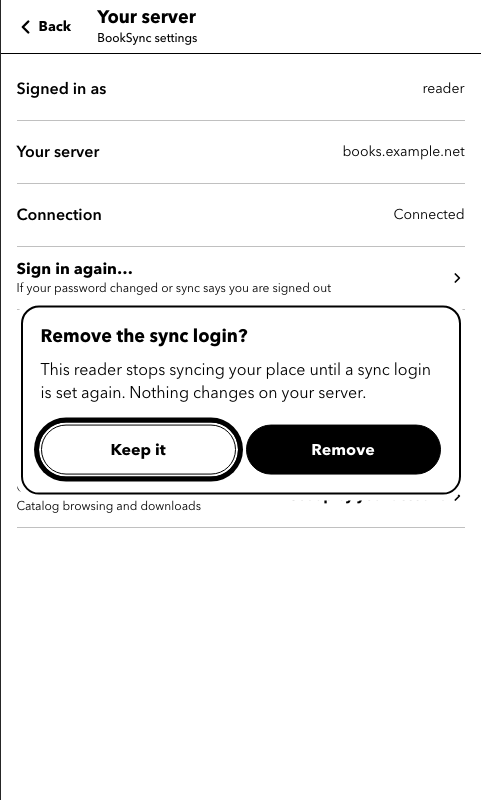 Back
Your server
BookSync settings
Signed in as
reader
Your server
books.example.net
Connection
Connected
Sign in again...
If your password changed or sync says you are signed out
Remove the sync login?
This reader stops syncing your place until a sync login
is set again. Nothing changes on your server.
Keep it
Remove
Catalog browsing and downloads